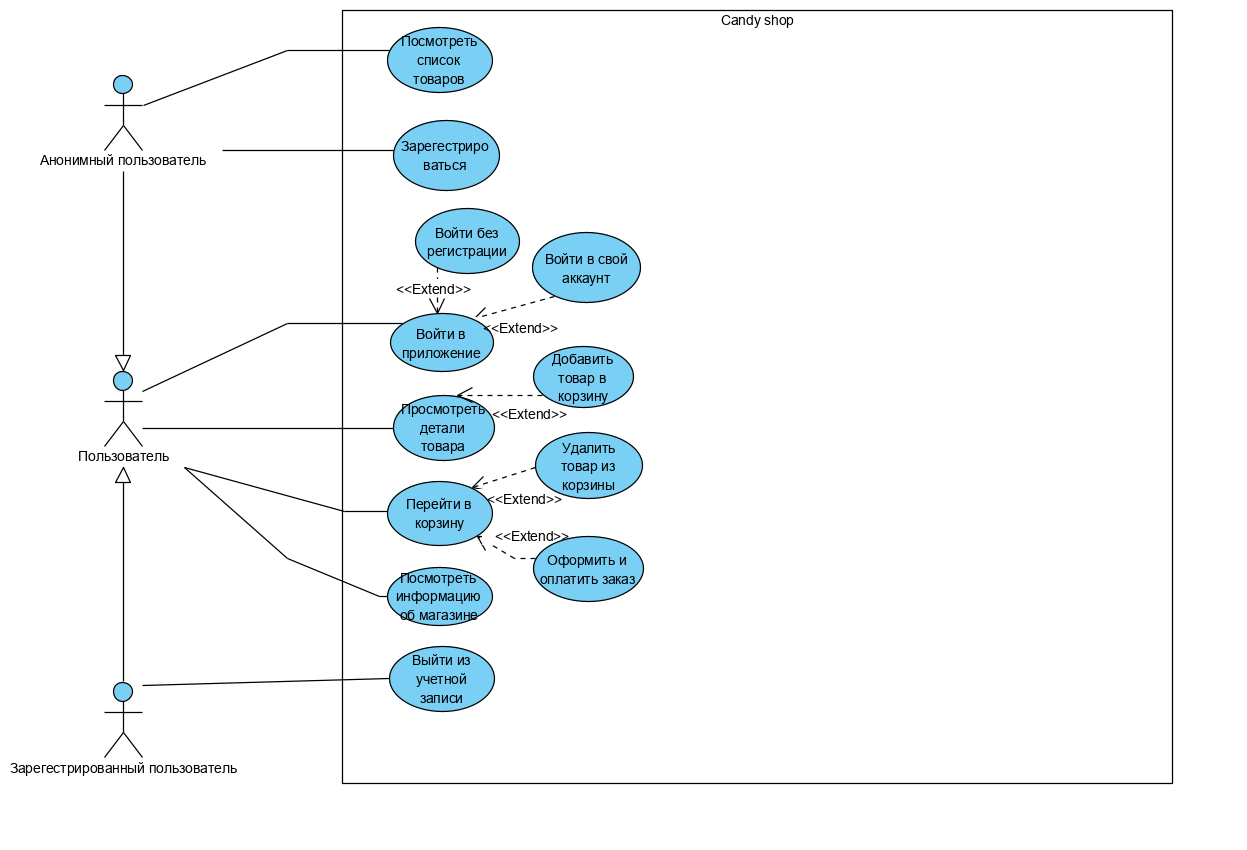 Candy shop
Посмотреть
список
товаров
Анонимный пользователь
Зарегестриро
ваться
Войти без
регистрации
Войти в свой
аккаунт
<<Extend>>
<<Extend>>
Войти в
приложение
Добавить
товар в
корзину
<<Extend>>
Просмотреть
детали
товара
Пользователь
Удалить
товар из
корзины
<<Extend>>
Перейти в
корзину
<<Extend>>
Оформить и
оплатить заказ
Посмотреть
информацию
об магазине
Выйти из
учетной
записи
Зарегестрированный пользователь